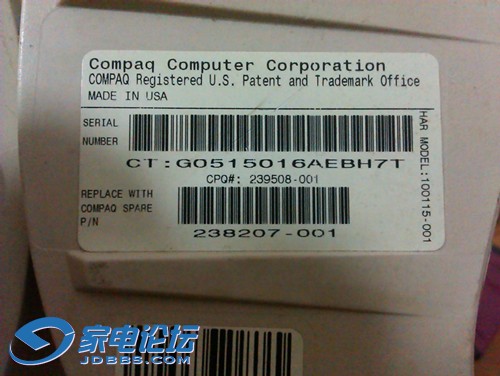 Compaq Computer Corporation
COMPAQ Registered U.S. Patent and Trademark Office
MADE IN USA
SERIAL
NUMBER
CT:G0515016AEBH7T
CPQ#: 239508-001
REPLACE WITH
COMPAQ SPARE
P/N
238207-001
HAR MODEL:100115-001
家电论坛
JDBBS.COM